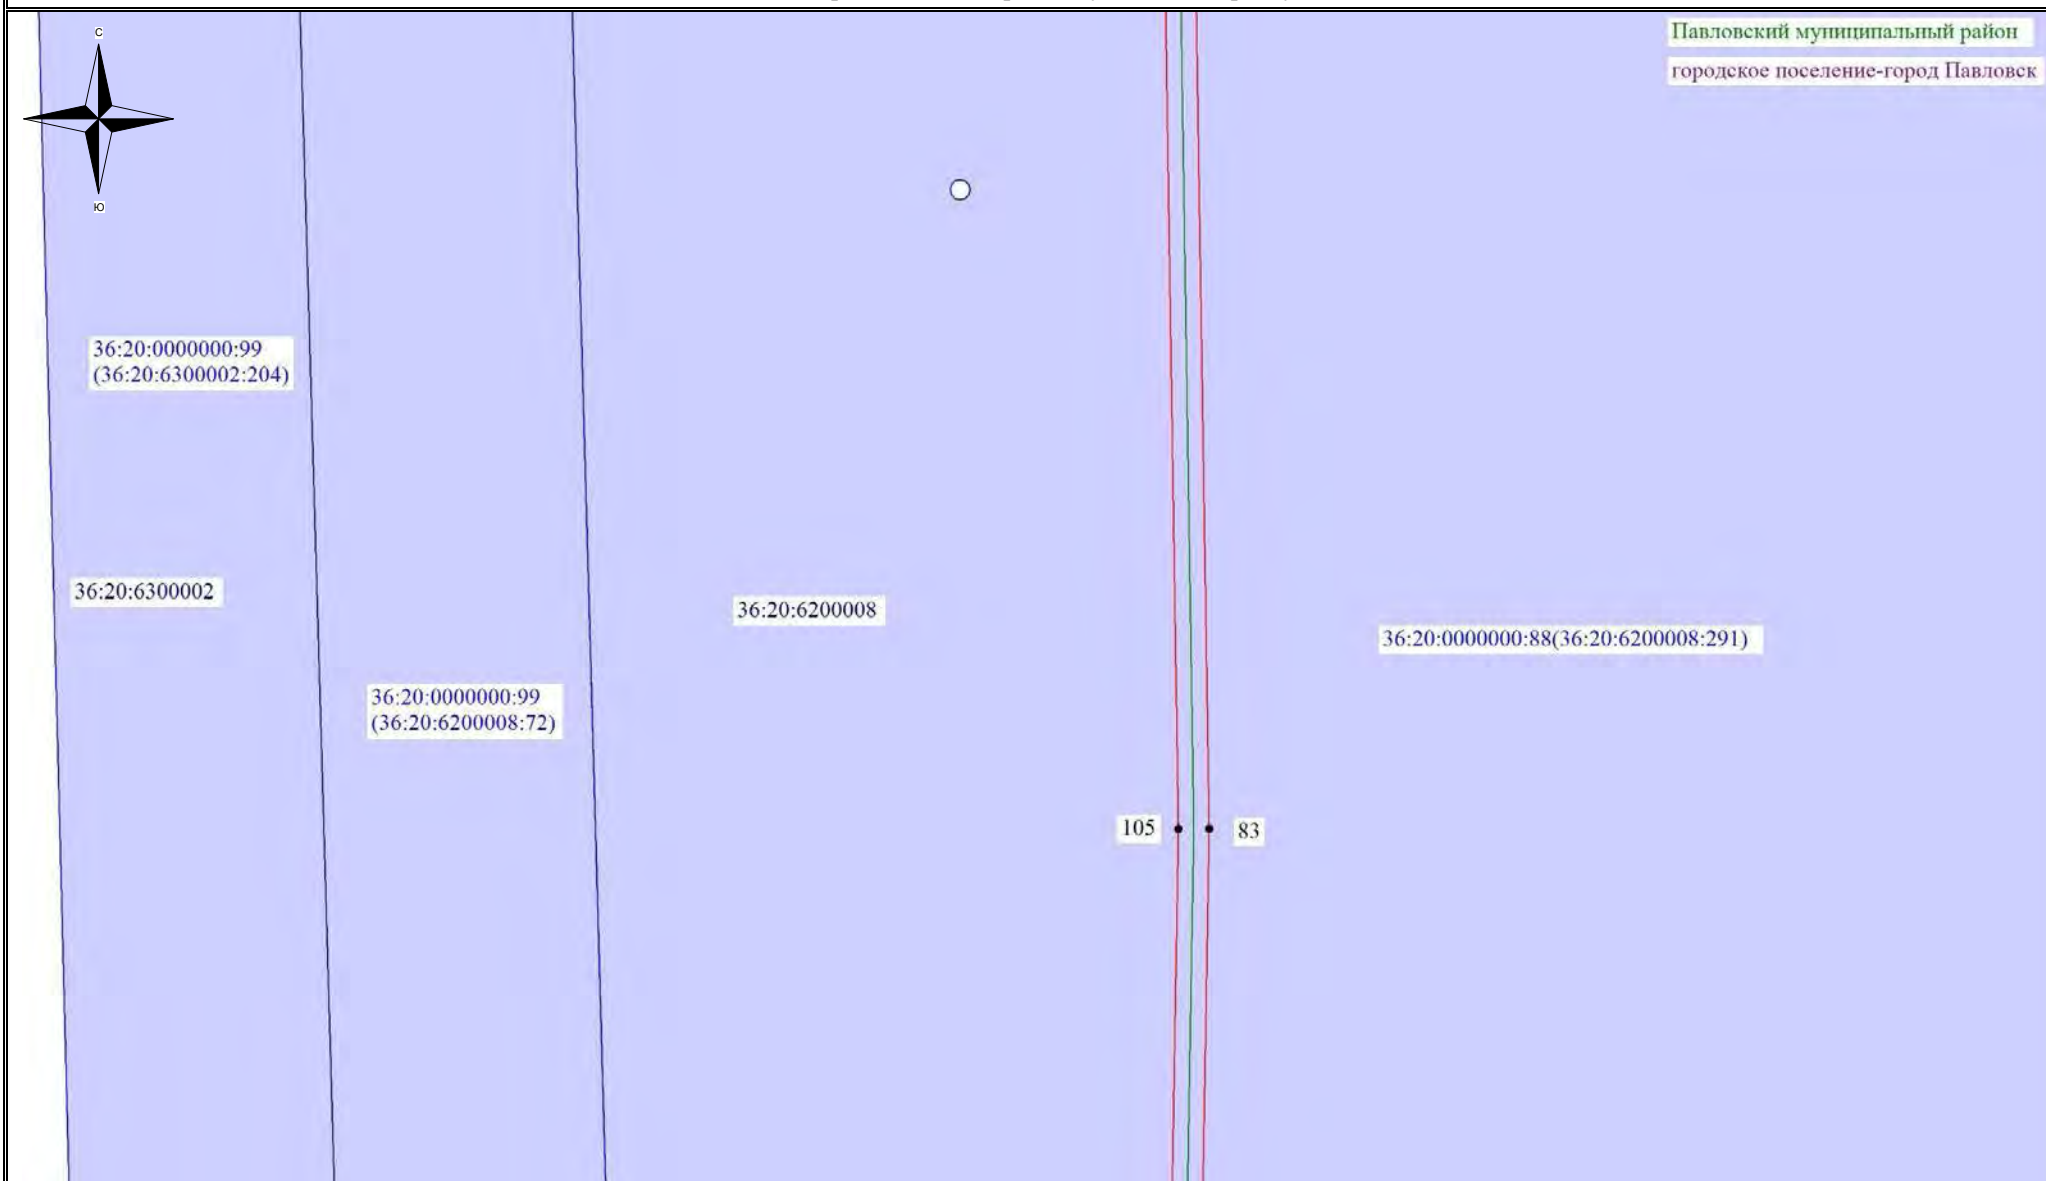 С
Ю
Павловский муниципальный район
городское поселение-город Павловск
36:20:0000000:99
(36:20:6300002:204)
36:20:6300002
36:20:6200008
36:20:0000000:88(36:20:6200008:291)
36:20:0000000:99
(36:20:6200008:72)
105
83